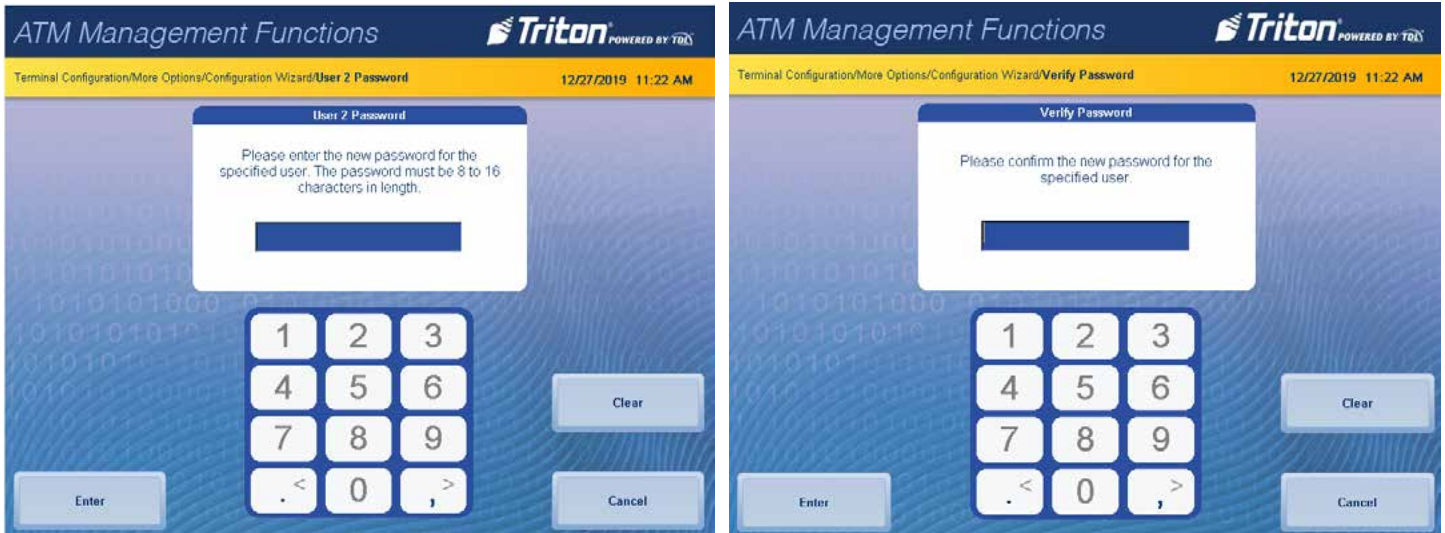 ATM Management Functions
Triton POWERED BY TDL
Terminal Configuration/More Options/Configuration Wizard/User 2 Password
12/27/2019 11:22 AM
User 2 Password
Please enter the new password for the
specified user. The password must be 8 to 16
characters in length.
1 2 3
4 5 6
7 8 9
.< 0 ,>
Clear
Enter
Cancel
ATM Management Functions
Triton POWERED BY TDL
Terminal Configuration/More Options/Configuration Wizard/Verify Password
12/27/2019 11:22 AM
Verify Password
Please confirm the new password for the
specified user.
1 2 3
4 5 6
7 8 9
.< 0 ,>
Clear
Enter
Cancel